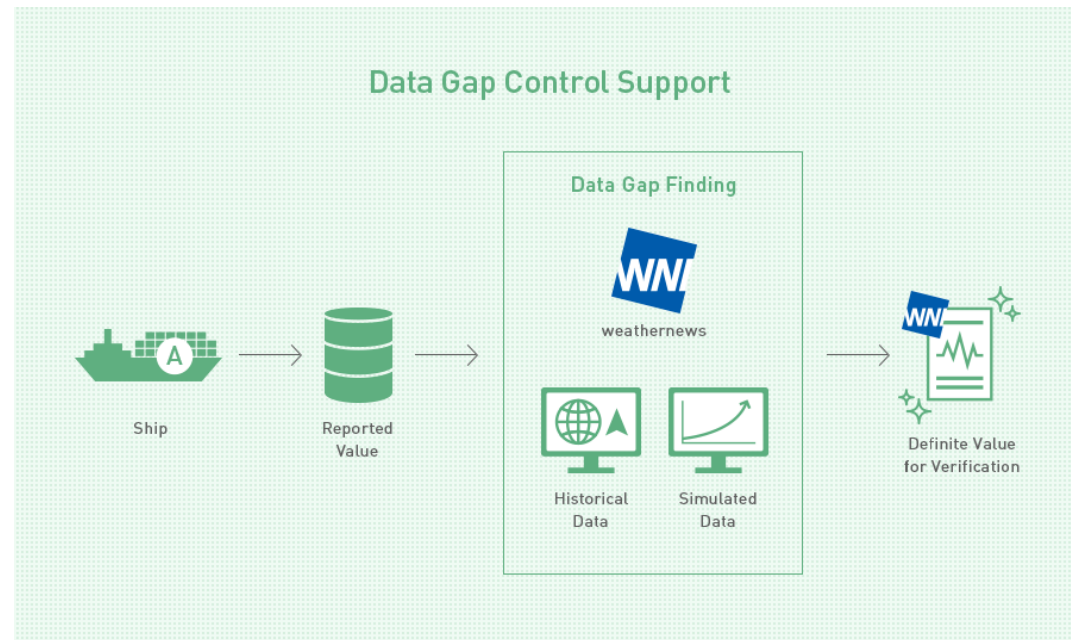 Data Gap Control Support
Data Gap Finding
WNI
weathernews
A
Ship
Reported
Value
Historical
Data
Simulated
Data
WNI
Definite Value
for Verification